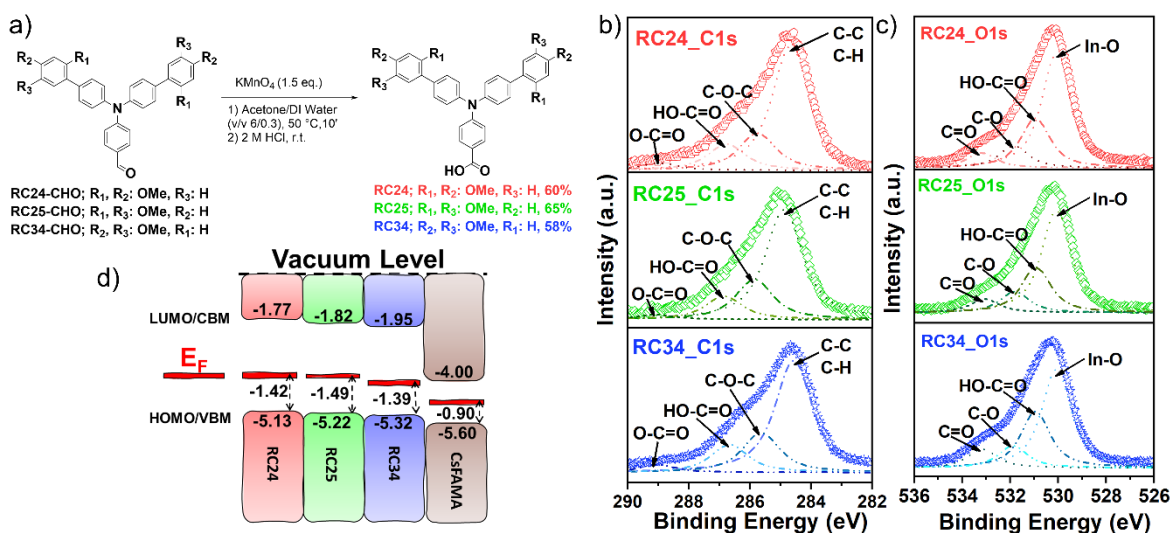 a)
R₂
R₁
R₃
N
R₃
R₂
R₁
O
KMnO₄ (1.5 eq.)
1) Acetone/DI Water
(v/v 6/0.3), 50 °C,10'
2) 2 M HCl, r.t.
R₂
R₁
R₃
N
R₃
R₂
R₁
HO
O
RC24-CHO; R₁, R₂: OMe, R₃: H
RC25-CHO; R₁, R₃: OMe, R₂: H
RC34-CHO; R₂, R₃: OMe, R₁: H
RC24; R₁, R₂: OMe, R₃: H, 60%
RC25; R₁, R₃: OMe, R₂: H, 65%
RC34; R₂, R₃: OMe, R₁: H, 58%
d)
Vacuum Level
LUMO/CBM
-1.77
-1.82
-1.95
-4.00
E_F
-1.42
-1.49
-1.39
-0.90
HOMO/VBM
-5.13
-5.22
-5.32
-5.60
RC24
RC25
RC34
CsFAMA
b)
Intensity (a.u.)
RC24_C1s
C-C
C-H
C-O-C
HO-C=O
O-C=O
RC25_C1s
C-C
C-H
C-O-C
HO-C=O
O-C=O
RC34_C1s
C-C
C-H
C-O-C
HO-C=O
O-C=O
290 288 286 284 282
Binding Energy (eV)
c)
Intensity (a.u.)
RC24_O1s
In-O
HO-C=O
C-O
C=O
RC25_O1s
In-O
HO-C=O
C-O
C=O
RC34_O1s
In-O
HO-C=O
C-O
C=O
536 534 532 530 528 526
Binding Energy (eV)